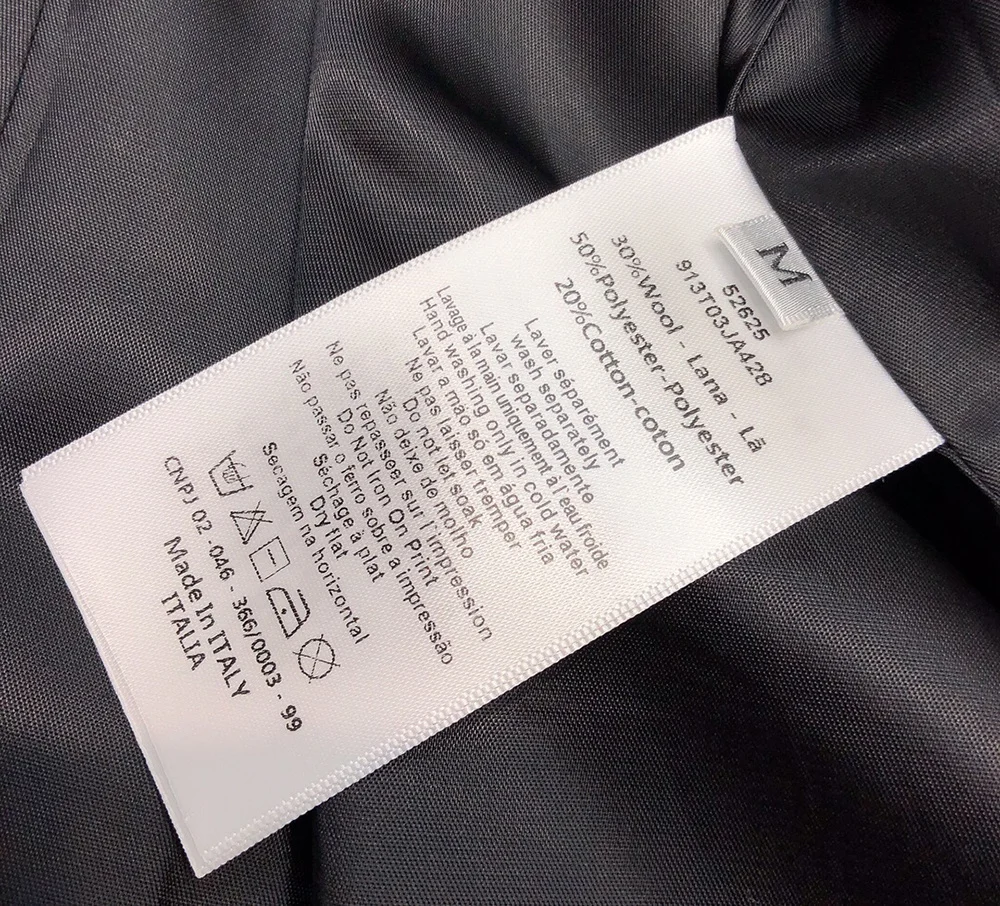 M
52625
913T03JA428
30%Wool - Lana - Lã
50%Polyester-Polyester
20%Cotton-coton
Laver séparément
wash separately
Lavar separadamente
Lavage à la main uniquement à l'eau froide
Hand washing only in cold water
Lavar a mao só em água fria
Ne pas laisser tremper
Do not let soak
Não deixe de molho
Ne pas repasser sur l'impression
Do Not Iron On Print
Não passar o ferro sobre a impressão
Séchage à plat
Dry flat
Secagem na horizontal
CNPJ 02 -046 - 366/0003 - 99
Made In ITALY
ITALIA